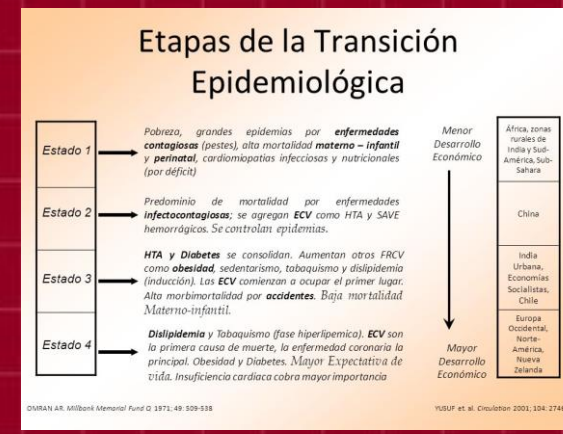 Etapas de la Transición
Epidemiológica
Estado 1
Pobreza, grandes epidemias por enfermedades
contagiosas (pestes), alta mortalidad materno – infantil
y perinatal, cardiomiopatias infecciosas y nutricionales
(por déficit)
Estado 2
Predominio de mortalidad por enfermedades
infectocontagiosas; se agregan ECV como HTA y SAVE
hemorrágicos. Se controlan epidemias.
Estado 3
HTA y Diabetes se consolidan. Aumentan otros FRCV
como obesidad, sedentarismo, tabaquismo y dislipidemia
(inducción). Las ECV comienzan a ocupar el primer lugar.
Alta morbimortalidad por accidentes. Baja mortalidad
Materno-infantil.
Estado 4
Dislipidemia y Tabaquismo (fase hiperlipemica). ECV son
la primera causa de muerte, la enfermedad coronaria la
principal. Obesidad y Diabetes. Mayor Expectativa de
vida. Insuficiencia cardiaca cobra mayor importancia
Menor
Desarrollo
Económico
Mayor
Desarrollo
Económico
África, zonas
rurales de
India y Sud-
América, Sub-
Sahara
China
India
Urbana,
Economías
Socialistas,
Chile
Europa
Occidental,
Norte-
América,
Nueva
Zelanda
OMRAN AR. Millbank Memorial Fund Q 1971; 49: 509-538
YUSUF et. al. Circulation 2001; 104: 2746